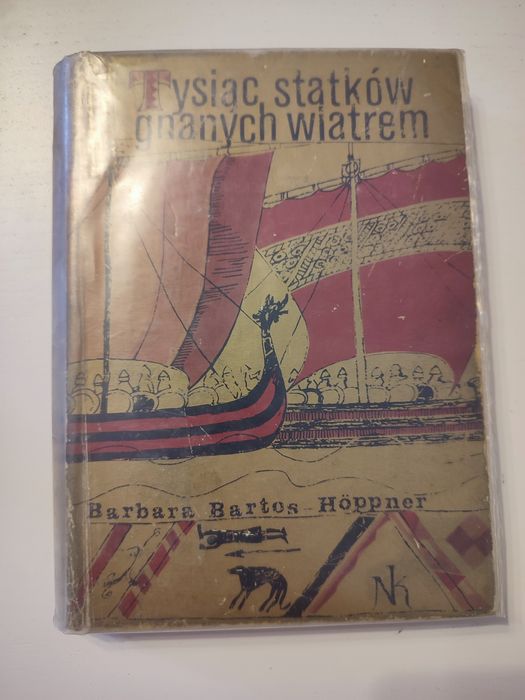 Tysiąc statków
gnanych wiatrem
Barbara Bartos-Höppner
NK